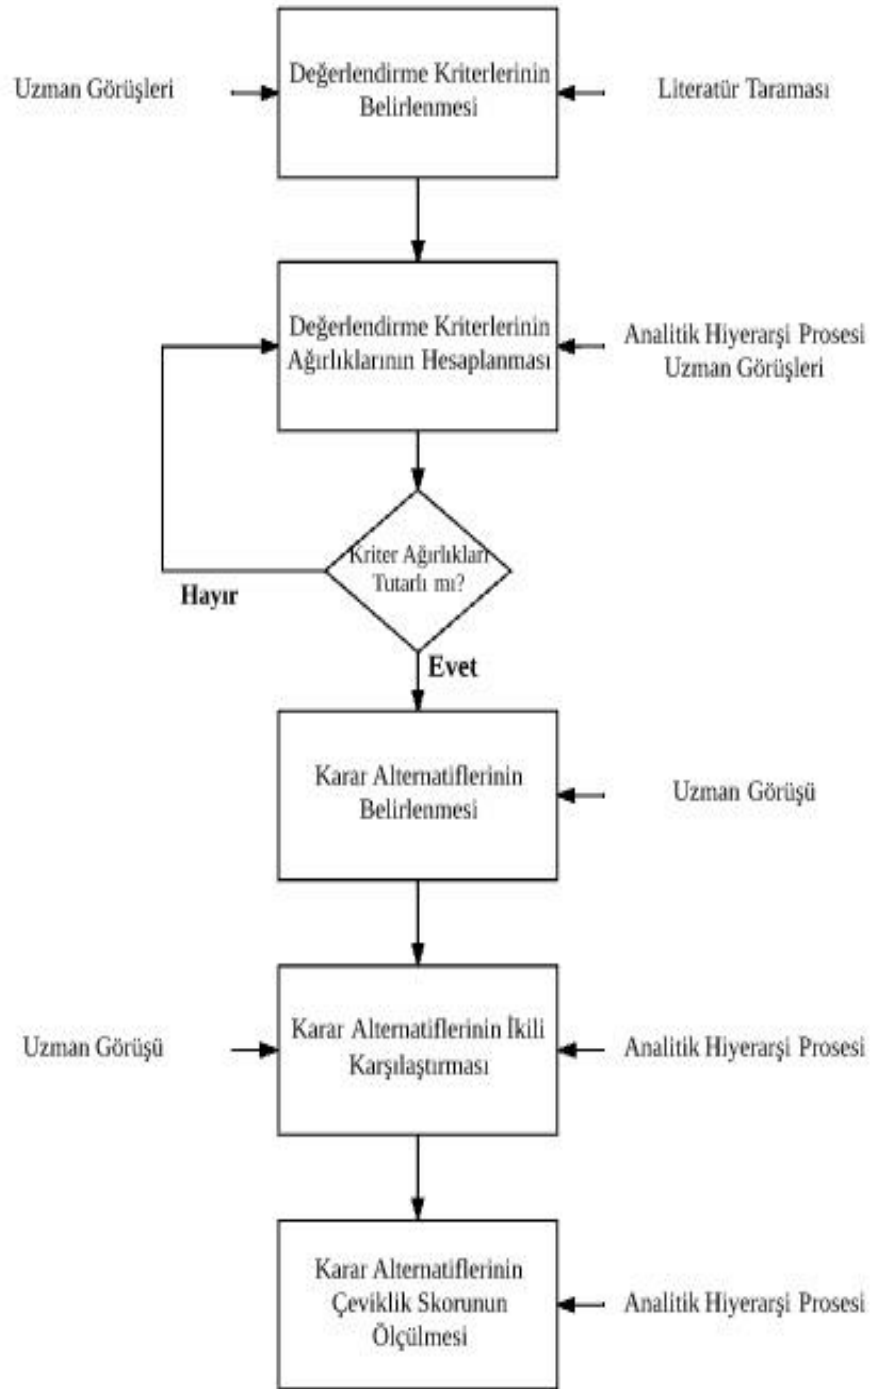 Uzman Görüşleri
Değerlendirme Kriterlerinin
Belirlenmesi
Literatür Taraması
Değerlendirme Kriterlerinin
Ağırlıklarının Hesaplanması
Analitik Hiyerarşi Prosesi
Uzman Görüşleri
Kriter Ağırlıkları
Tutarlı mı?
Hayır
Evet
Karar Alternatiflerinin
Belirlenmesi
Uzman Görüşü
Uzman Görüşü
Karar Alternatiflerinin İkili
Karşılaştırması
Analitik Hiyerarşi Prosesi
Karar Alternatiflerinin
Çeviklik Skorunun
Ölçülmesi
Analitik Hiyerarşi Prosesi